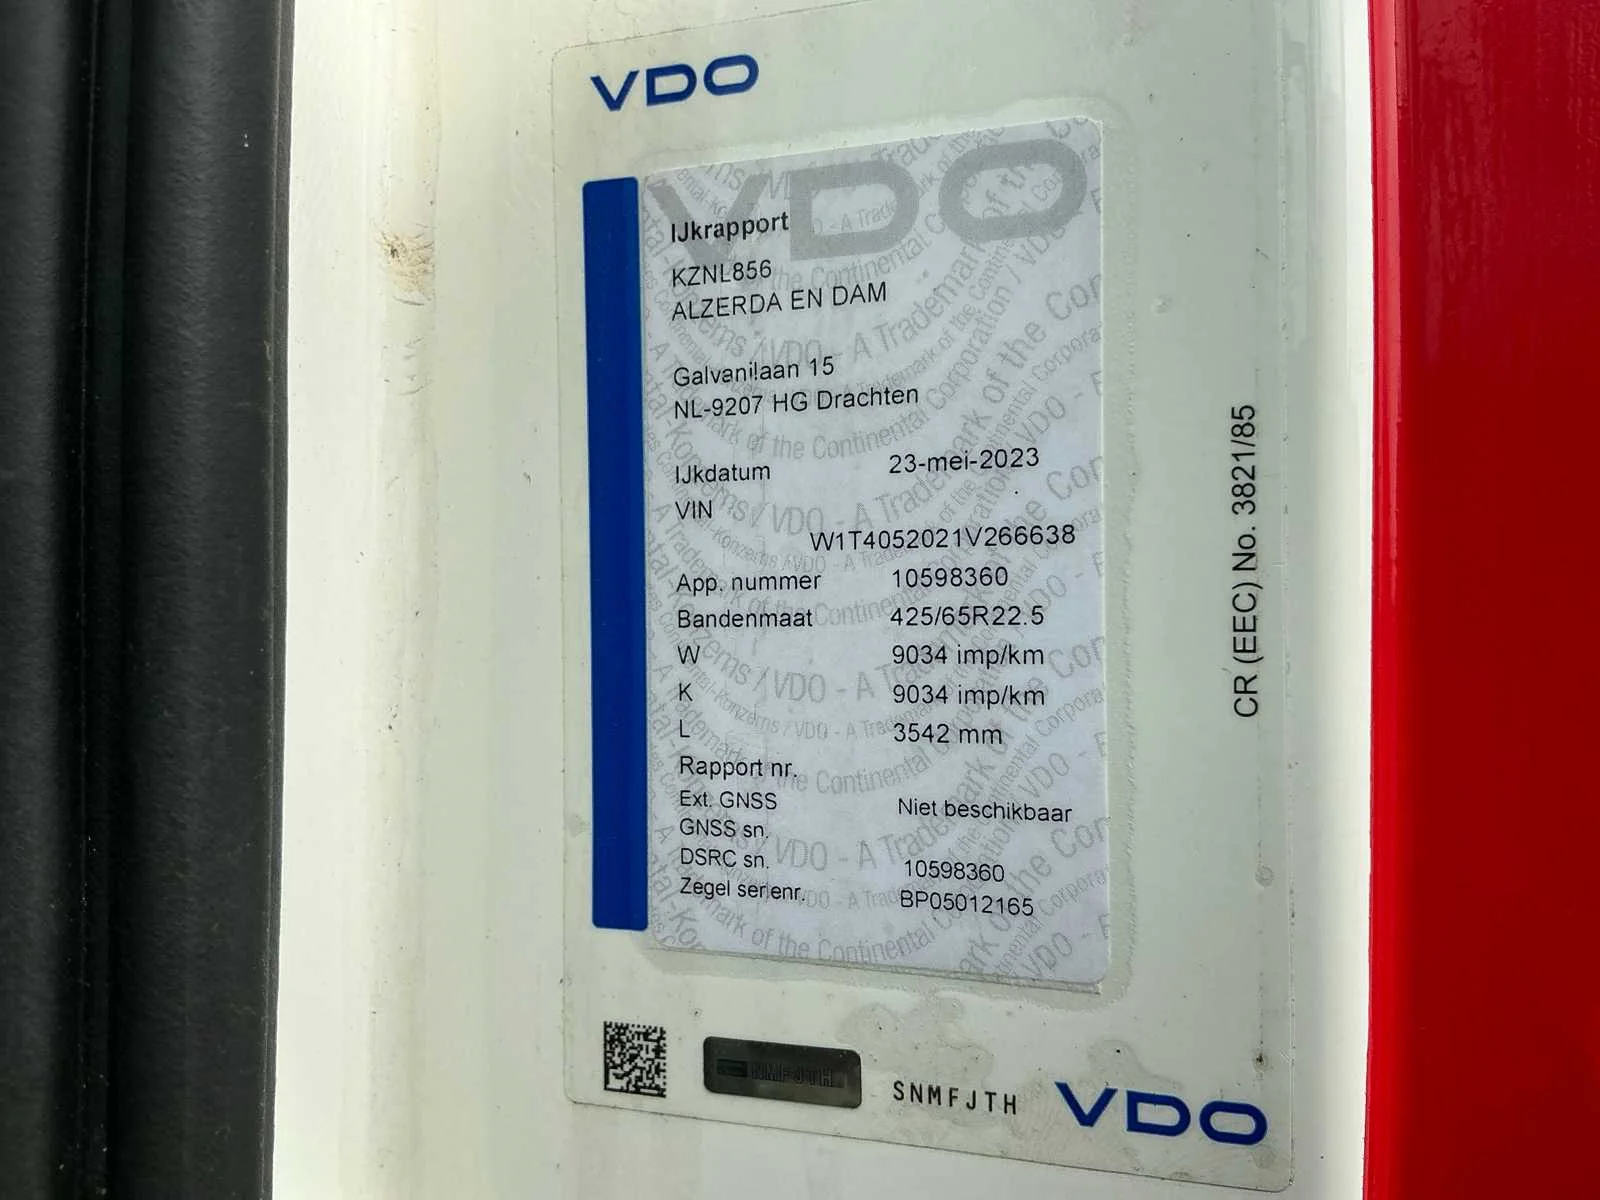 VDO
IJkrapport
KZNL856
ALZERDA EN DAM
Galvanilaan 15
NL-9207 HG Drachten
IJkdatum 23-mei-2023
VIN
W1T4052021V266638
App. nummer 10598360
Bandenmaat 425/65R22.5
W 9034 imp/km
K 9034 imp/km
L 3542 mm
Rapport nr.
Ext. GNSS Niet beschikbaar
GNSS sn.
DSRC sn. 10598360
Zegel serienr. BP05012165
SNMFJTH
VDO
CR (EEC) No. 3821/85